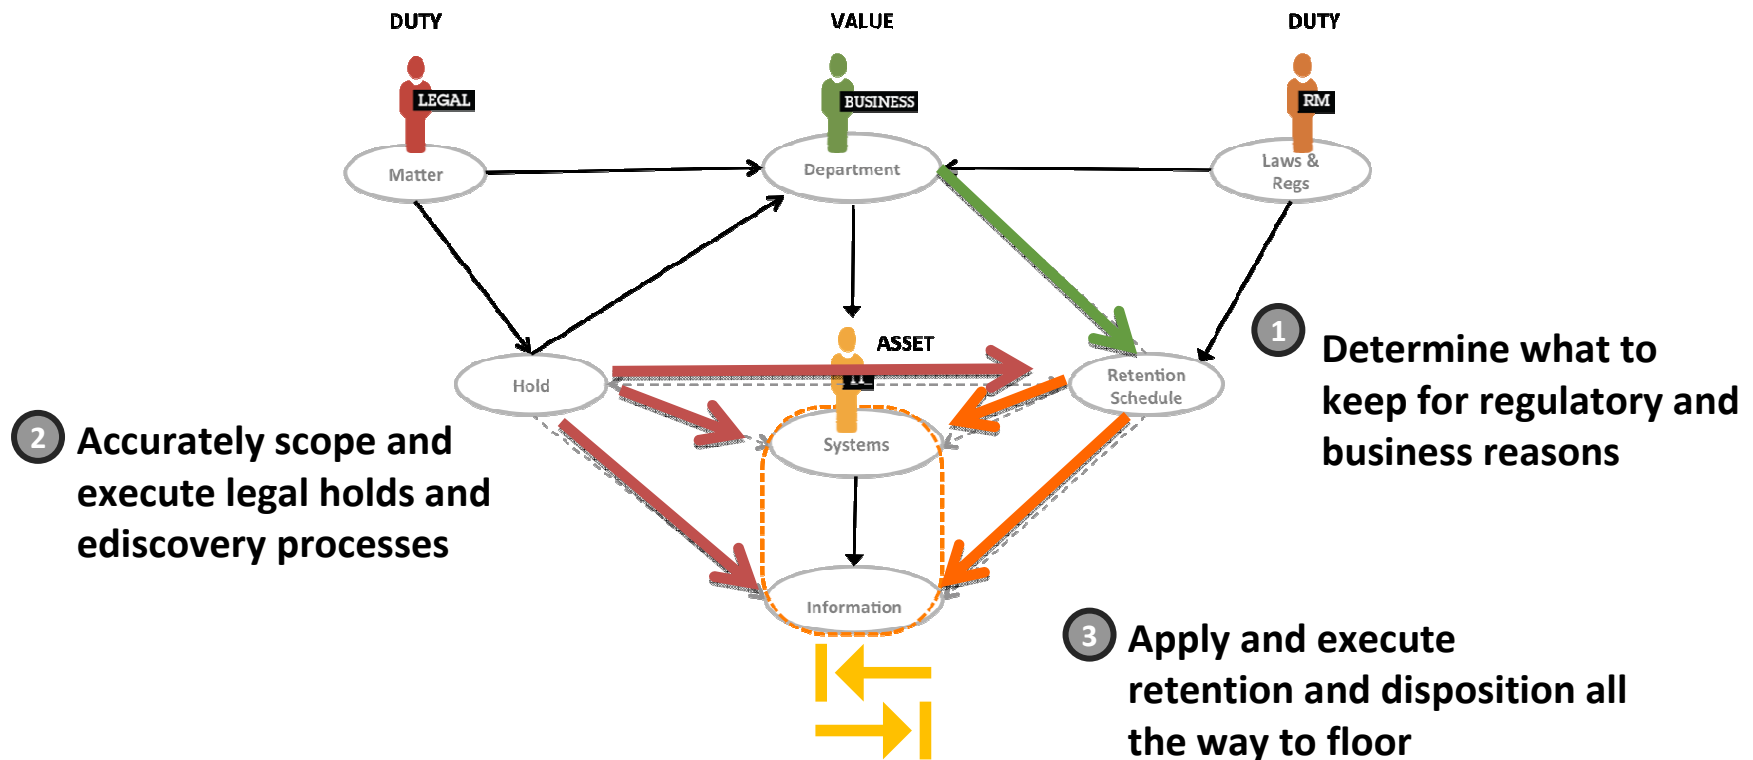 DUTY
VALUE
DUTY
LEGAL
BUSINESS
RM
Matter
Department
Laws &
Regs
ASSET
Hold
Retention
Schedule
Systems
Information
1
Determine what to
keep for regulatory and
business reasons
2
Accurately scope and
execute legal holds and
ediscovery processes
3
Apply and execute
retention and disposition all
the way to floor